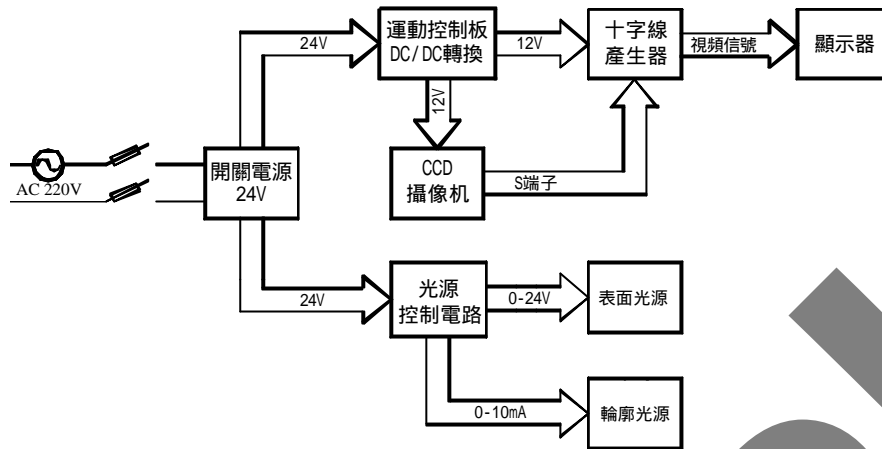 運動控制板
DC/DC轉換
24V
12V
十字線
產生器
視頻信號
顯示器
12V
AC 220V
開關電源
24V
CCD
攝像机
S端子
24V
光源
控制電路
0-24V
表面光源
0-10mA
輪廓光源